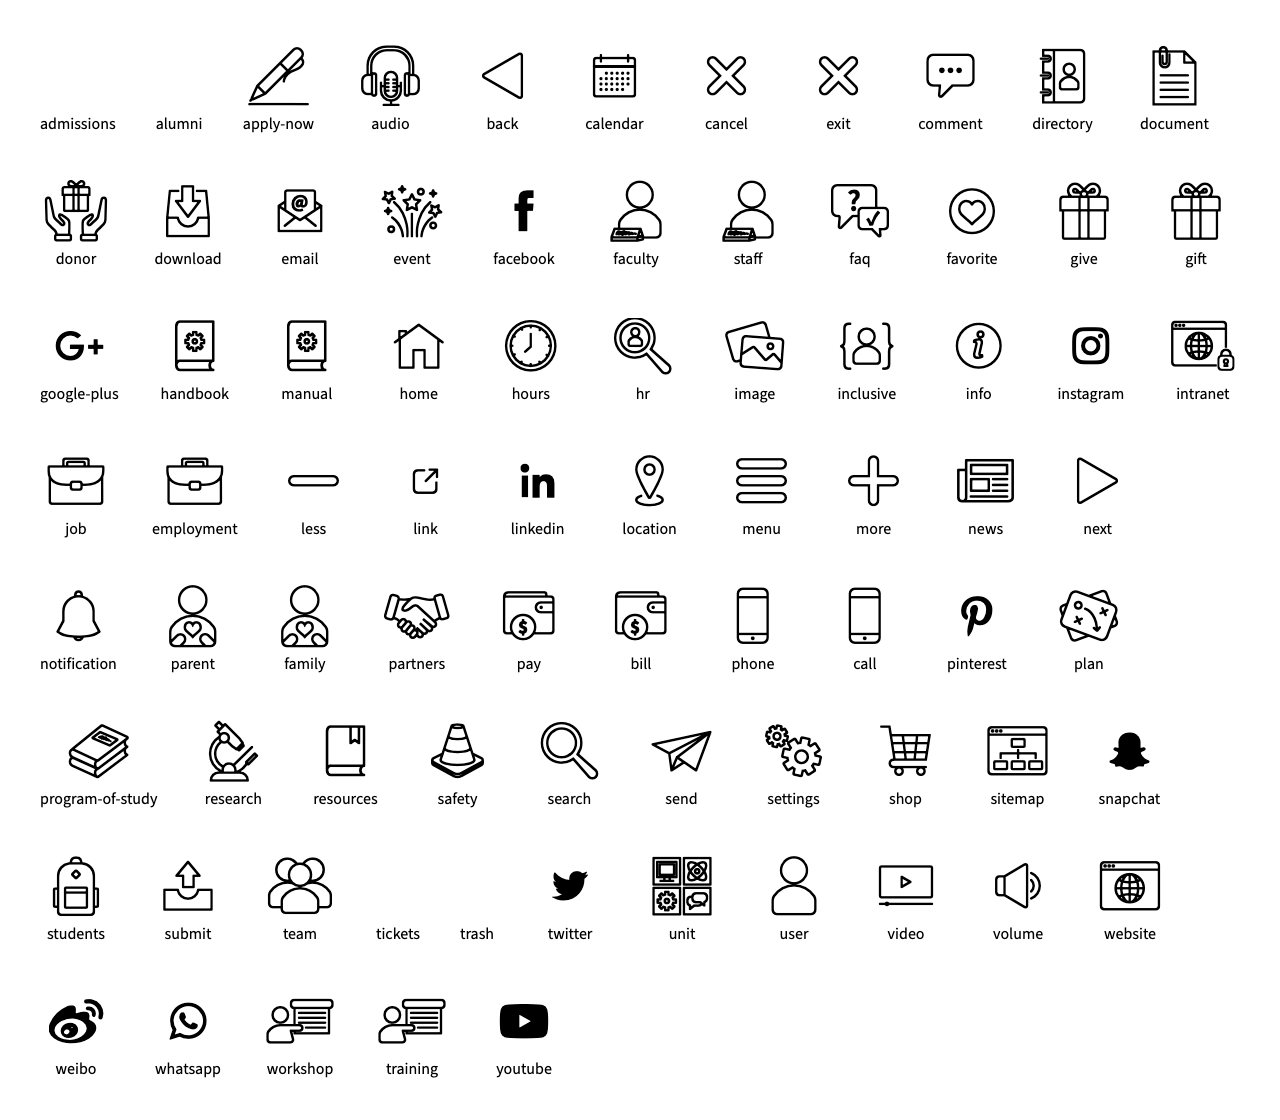 admissions alumni apply-now audio back calendar cancel exit comment directory document
donor download email event facebook faculty staff faq favorite give gift
google-plus handbook manual home hours hr image inclusive info instagram intranet
job employment less link linkedin location menu more news next
notification parent family partners pay bill phone call pinterest plan
program-of-study research resources safety search send settings shop sitemap snapchat
students submit team tickets trash twitter unit user video volume website
weibo whatsapp workshop training youtube